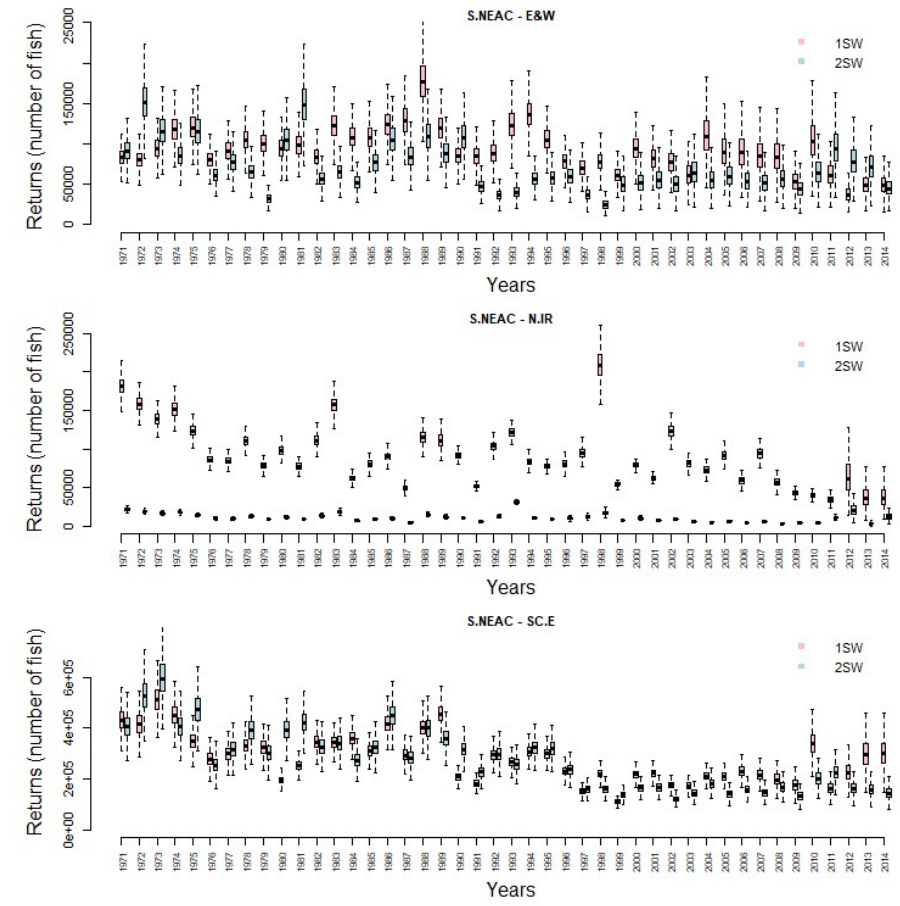 S.NEAC - E&W
Returns (number of fish)
25000
150000
50000
0
1SW
2SW
1971 1972 1973 1974 1975 1976 1977 1978 1979 1980 1981 1982 1983 1984 1985 1986 1987 1988 1989 1990 1991 1992 1993 1994 1995 1996 1997 1998 1999 2000 2001 2002 2003 2004 2005 2006 2007 2008 2009 2010 2011 2012 2013 2014
Years
S.NEAC - N.IR
Returns (number of fish)
250000
150000
50000
0
1SW
2SW
1971 1972 1973 1974 1975 1976 1977 1978 1979 1980 1981 1982 1983 1984 1985 1986 1987 1988 1989 1990 1991 1992 1993 1994 1995 1996 1997 1998 1999 2000 2001 2002 2003 2004 2005 2006 2007 2008 2009 2010 2011 2012 2013 2014
Years
S.NEAC - SC.E
Returns (number of fish)
6e+05
4e+05
2e+05
0e+00
1SW
2SW
1971 1972 1973 1974 1975 1976 1977 1978 1979 1980 1981 1982 1983 1984 1985 1986 1987 1988 1989 1990 1991 1992 1993 1994 1995 1996 1997 1998 1999 2000 2001 2002 2003 2004 2005 2006 2007 2008 2009 2010 2011 2012 2013 2014
Years